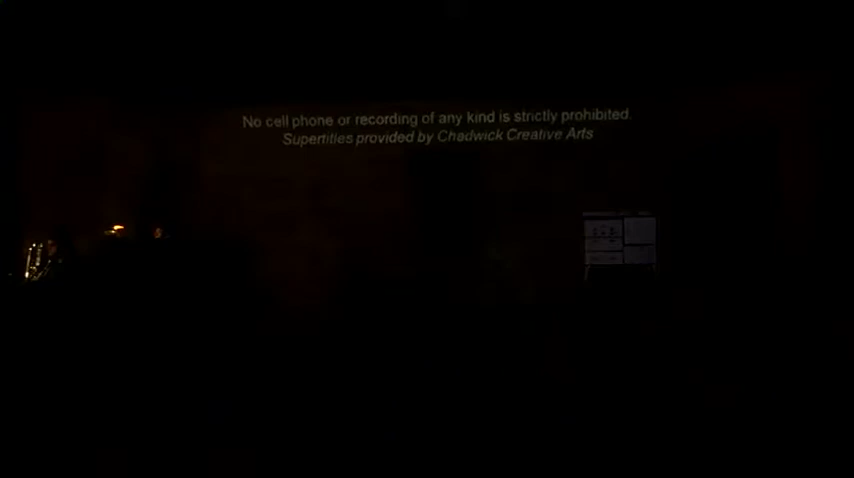 No cell phone or recording of any kind is strictly prohibited.
Supertitles provided by Chadwick Creative Arts